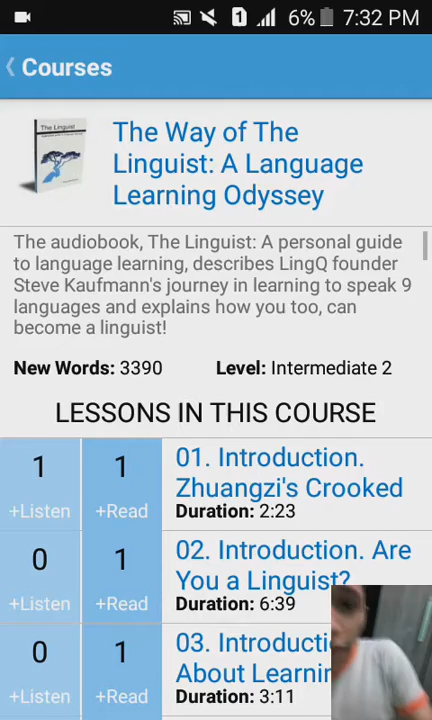 1 6% 7:32 PM
Courses
The Linguist
The Way of The
Linguist: A Language
Learning Odyssey
The audiobook, The Linguist: A personal guide
to language learning, describes LingQ founder
Steve Kaufmann's journey in learning to speak 9
languages and explains how you too, can
become a linguist!
New Words: 3390 Level: Intermediate 2
LESSONS IN THIS COURSE
1 1 01. Introduction.
Zhuangzi's Crooked
+Listen +Read Duration: 2:23
0 1 02. Introduction. Are
You a Linguist?
+Listen +Read Duration: 6:39
0 1 03. Introducti
About Learnin
+Listen +Read Duration: 3:11